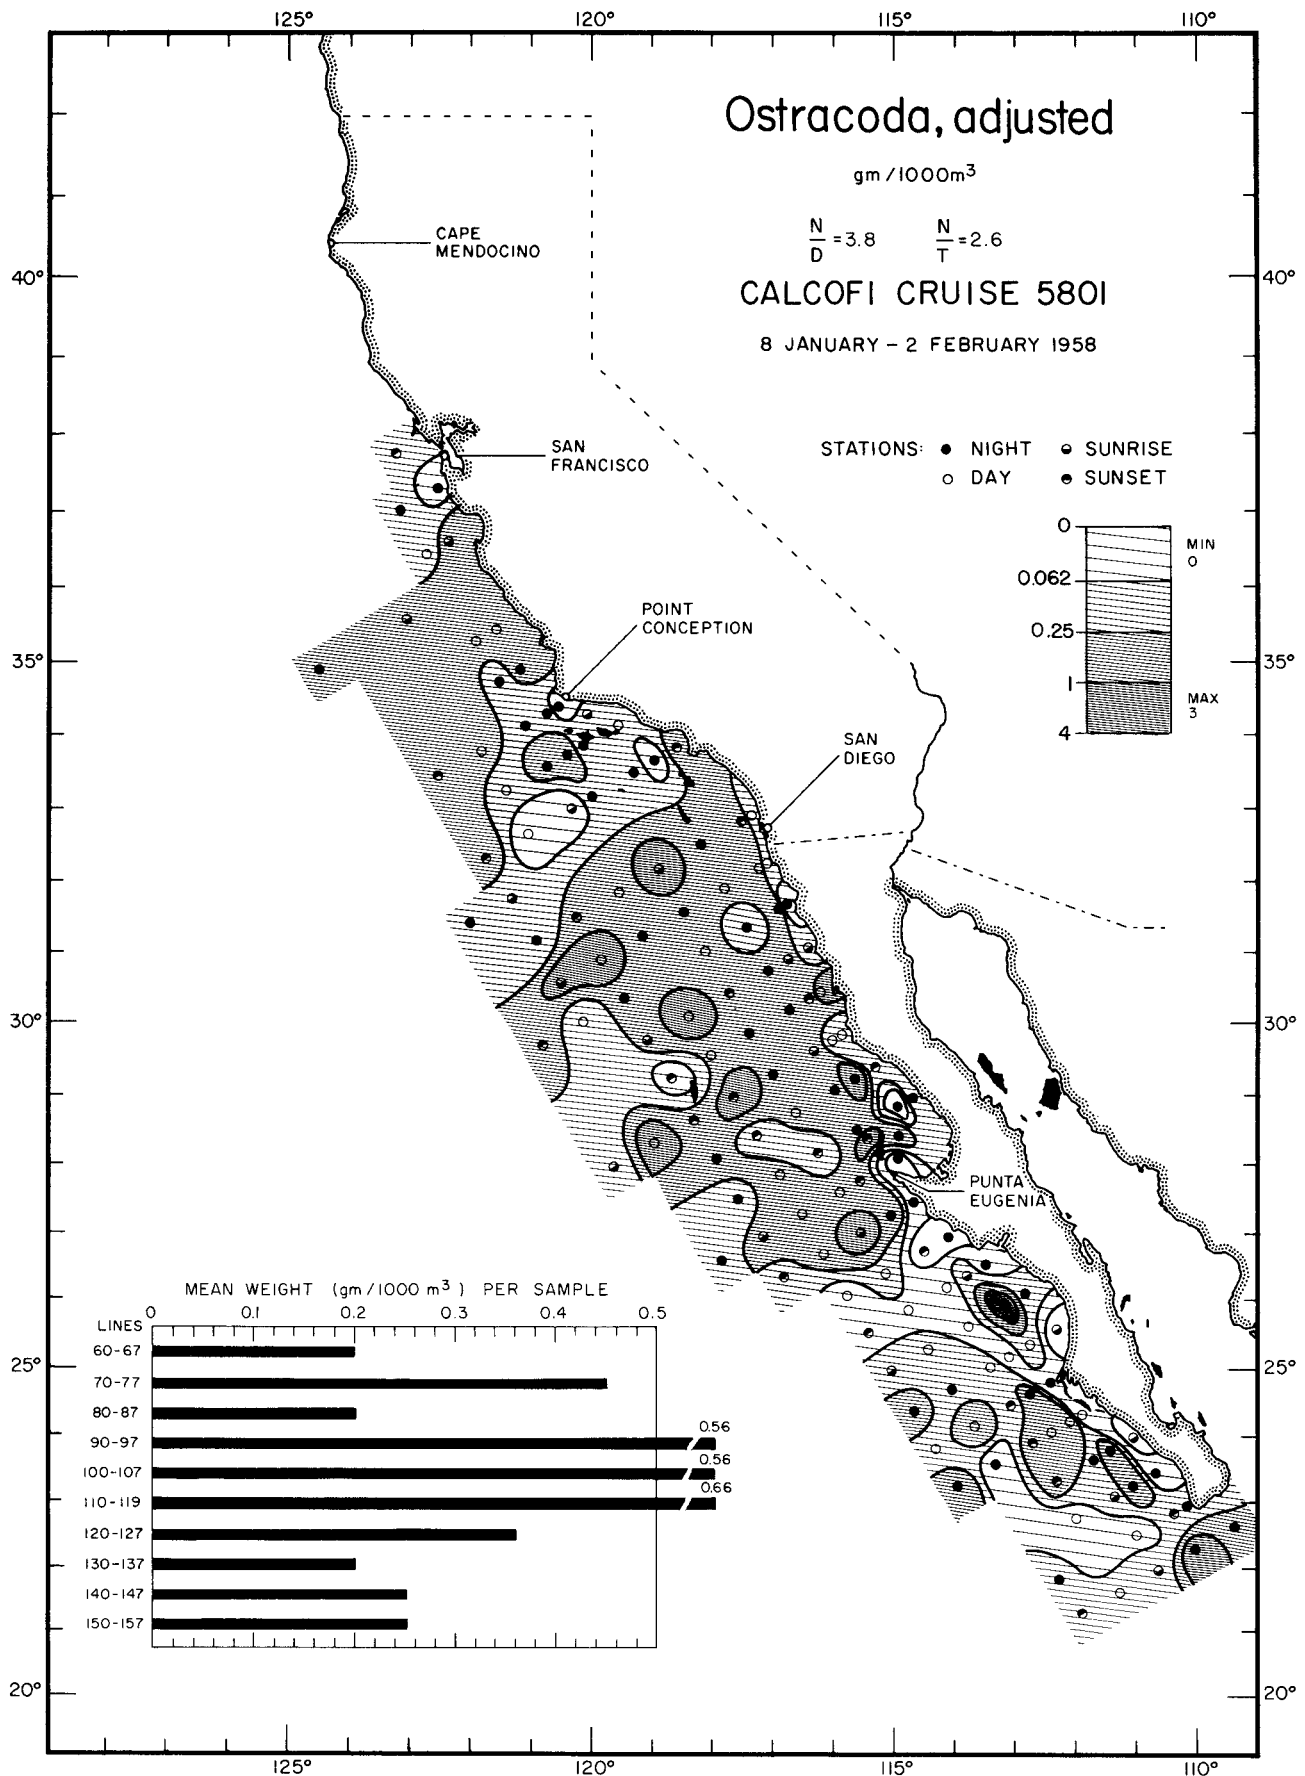 125° 120° 115° 110°
Ostracoda, adjusted
gm/1000m³
N/D = 3.8 N/T = 2.6
CALCOFI CRUISE 5801
8 JANUARY – 2 FEBRUARY 1958
CAPE
MENDOCINO
40° 40°
STATIONS: ● NIGHT SUNRISE
○ DAY SUNSET
SAN
FRANCISCO
0
MIN
0
0.062
0.25
1
MAX
3
4
POINT
CONCEPTION
35° 35°
SAN
DIEGO
30° 30°
PUNTA
EUGENIA
MEAN WEIGHT (gm/1000 m³) PER SAMPLE
0 0.1 0.2 0.3 0.4 0.5
LINES
60-67
70-77
80-87
90-97 0.56
100-107 0.56
110-119 0.66
120-127
130-137
140-147
150-157
25° 25°
20° 20°
125° 120° 115° 110°